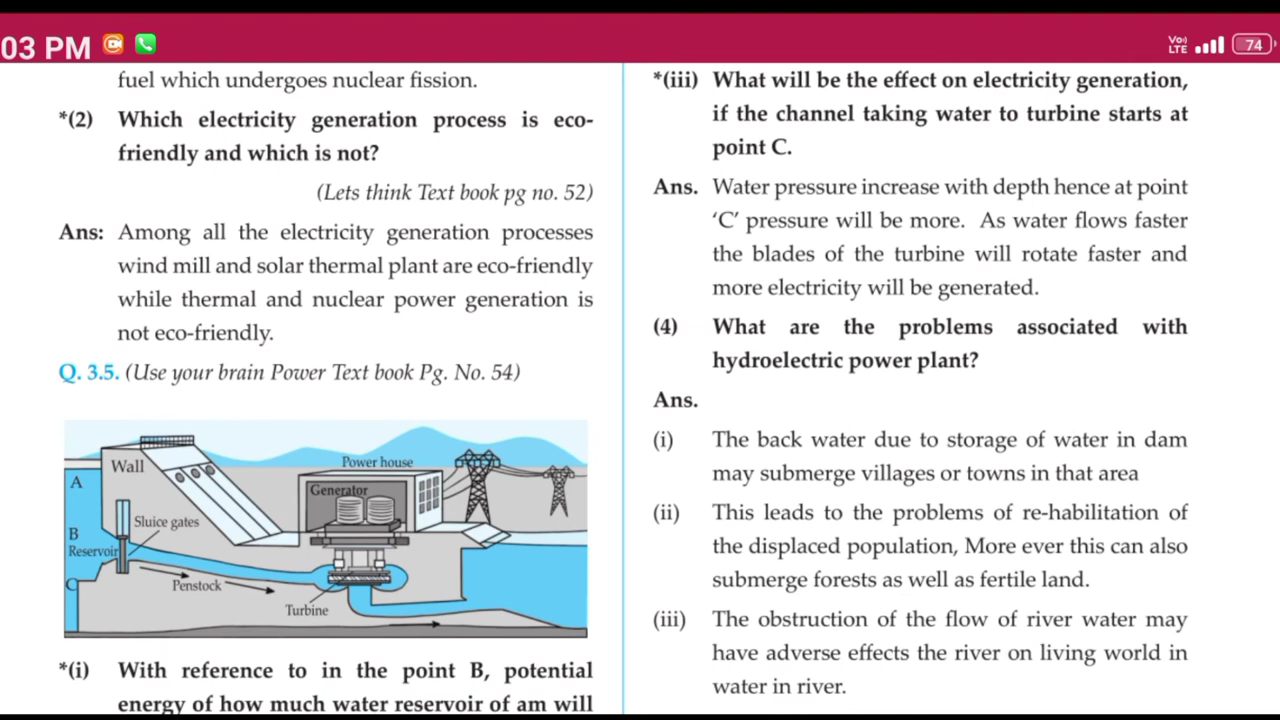 03 PM
Vo)) LTE
74
fuel which undergoes nuclear fission.
*(2) Which electricity generation process is eco-
friendly and which is not?
(Lets think Text book pg no. 52)
Ans: Among all the electricity generation processes
wind mill and solar thermal plant are eco-friendly
while thermal and nuclear power generation is
not eco-friendly.
Q. 3.5. (Use your brain Power Text book Pg. No. 54)
Wall
Power house
A
Generator
Sluice gates
B
Reservoir
C
Penstock
Turbine
*(i) With reference to in the point B, potential
energy of how much water reservoir of am will
*(iii) What will be the effect on electricity generation,
if the channel taking water to turbine starts at
point C.
Ans. Water pressure increase with depth hence at point
‘C’ pressure will be more. As water flows faster
the blades of the turbine will rotate faster and
more electricity will be generated.
(4) What are the problems associated with
hydroelectric power plant?
Ans.
(i) The back water due to storage of water in dam
may submerge villages or towns in that area
(ii) This leads to the problems of re-habilitation of
the displaced population, More ever this can also
submerge forests as well as fertile land.
(iii) The obstruction of the flow of river water may
have adverse effects the river on living world in
water in river.